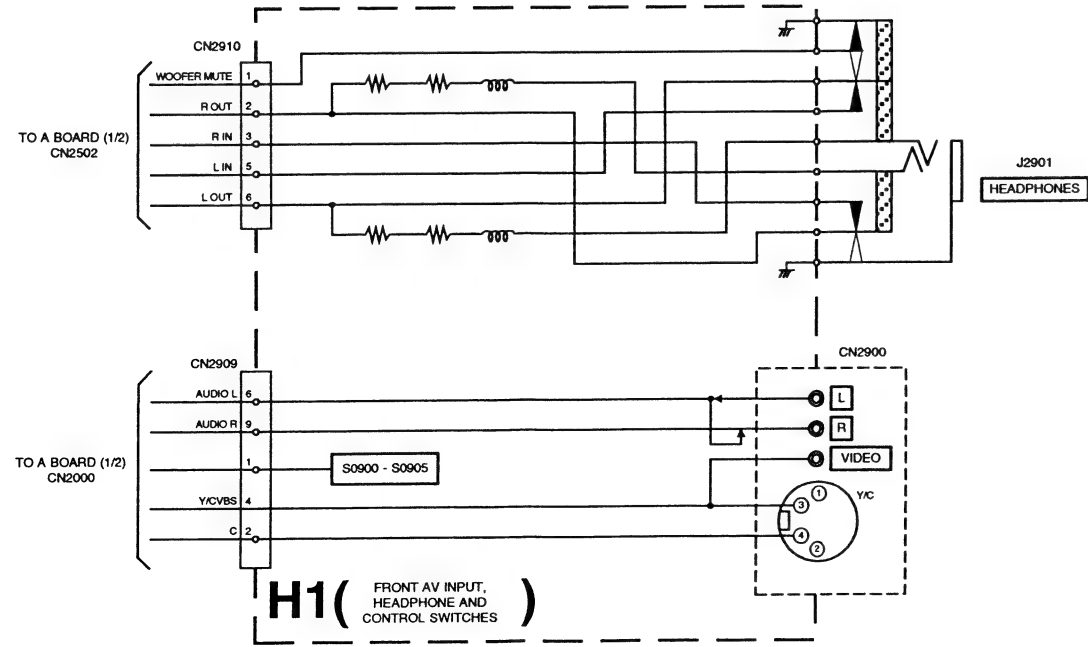 CN2910
WOOFER MUTE 1
R OUT 2
R IN 3
L IN 5
L OUT 6
TO A BOARD (1/2)
CN2502
J2901
HEADPHONES
CN2909
AUDIO L 6
AUDIO R 9
1
Y/CVBS 4
C 2
TO A BOARD (1/2)
CN2000
S0900 - S0905
CN2900
L
R
VIDEO
Y/C
1
3
4
2
H1( FRONT AV INPUT,
HEADPHONE AND
CONTROL SWITCHES )